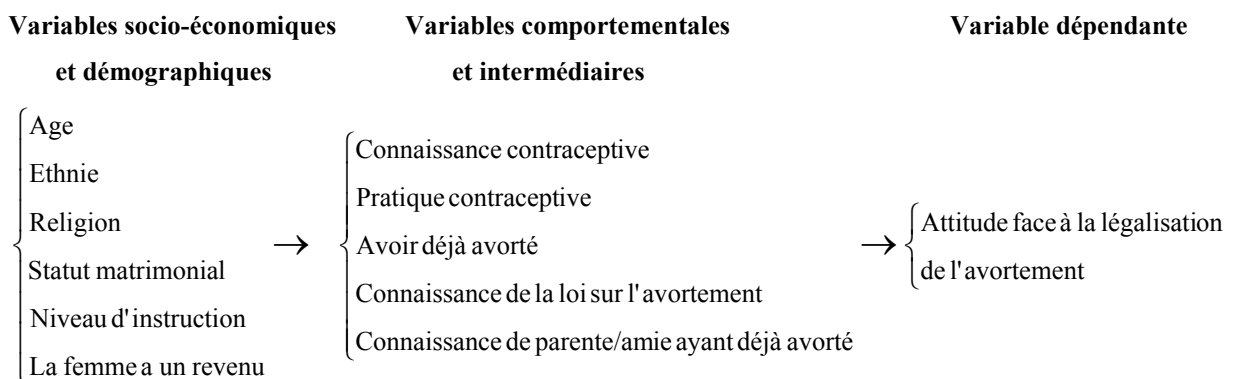 Variables socio-économiques
et démographiques
Age
Ethnie
Religion
Statut matrimonial
Niveau d'instruction
La femme a un revenu
→
Variables comportementales
et intermédiaires
Connaissance contraceptive
Pratique contraceptive
Avoir déjà avorté
Connaissance de la loi sur l'avortement
Connaissance de parente/amie ayant déjà avorté
→
Variable dépendante
Attitude face à la légalisation
de l'avortement